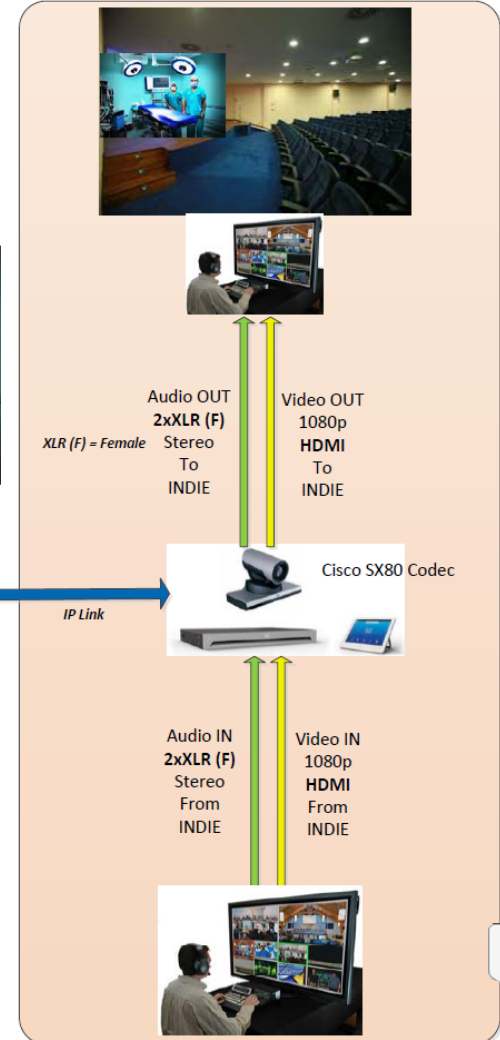 Audio OUT
2xXLR (F)
Stereo
To
INDIE
Video OUT
1080p
HDMI
To
INDIE
XLR (F) = Female
Cisco SX80 Codec
IP Link
Audio IN
2xXLR (F)
Stereo
From
INDIE
Video IN
1080p
HDMI
From
INDIE